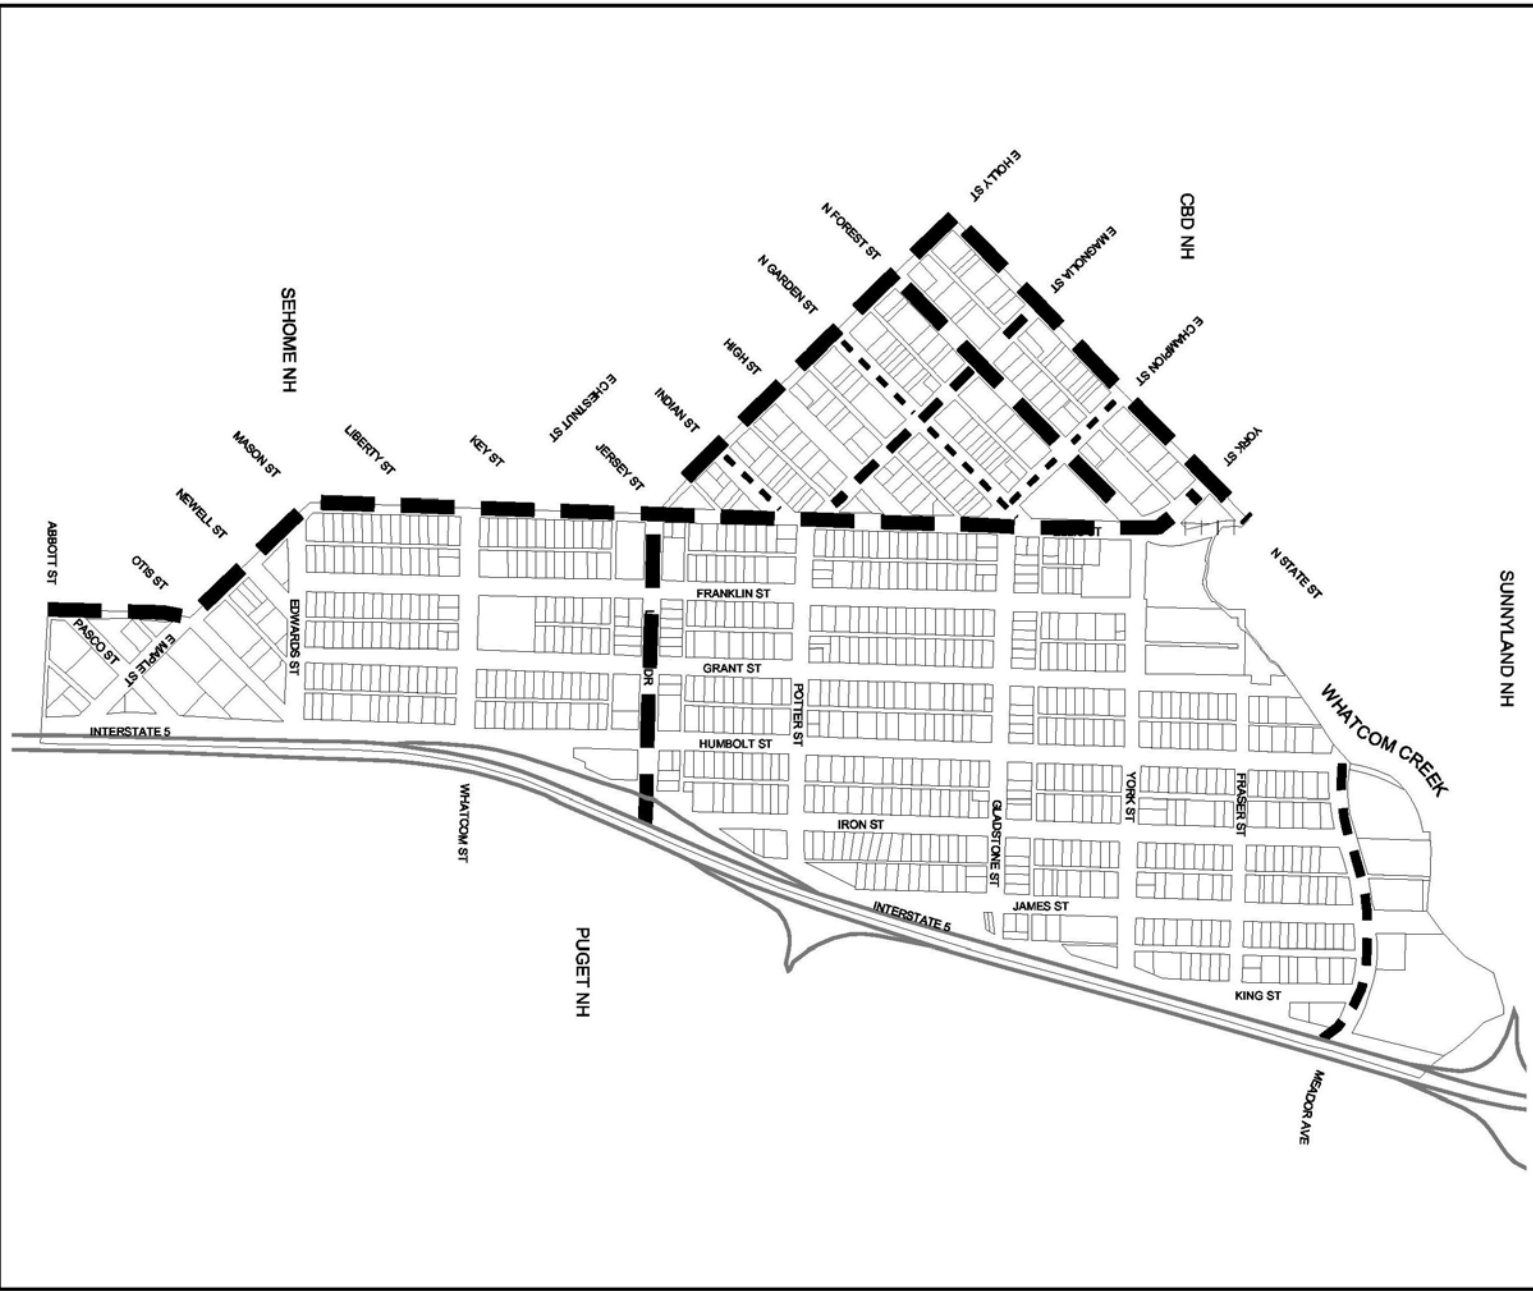 E HOLLY ST
CBD NH
N FOREST ST
E MAGNOLIA ST
N GARDEN ST
SEHOME NH
E CHAMPION ST
HIGH ST
E CHESTNUT ST
INDIAN ST
MASON ST
LIBERTY ST
KEY ST
JERSEY ST
YORK ST
NEWELL ST
ABBOTT ST
OTIS ST
N STATE ST
SUNNYLAND NH
FRANKLIN ST
EDWARDS ST
PASCO ST
E MAPLE ST
GRANT ST
DR
POTTER ST
WHATCOM CREEK
INTERSTATE 5
HUMBOLT ST
WHATCOM ST
YORK ST
FRASER ST
GLADSTONE ST
IRON ST
INTERSTATE 5
JAMES ST
PUGET NH
KING ST
MEADOR AVE